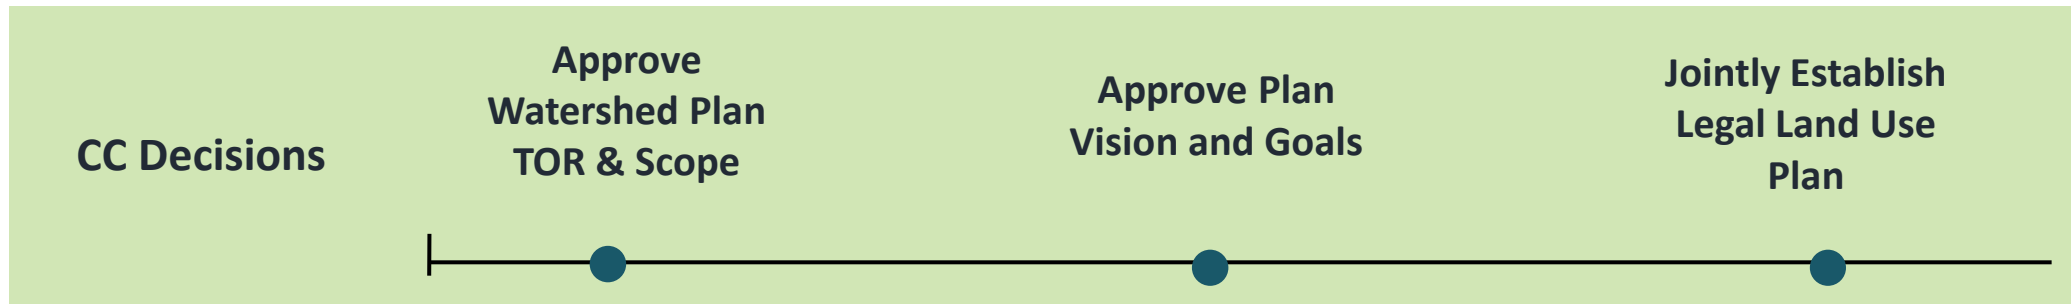 CC Decisions
Approve
Watershed Plan
TOR & Scope
Approve Plan
Vision and Goals
Jointly Establish
Legal Land Use
Plan